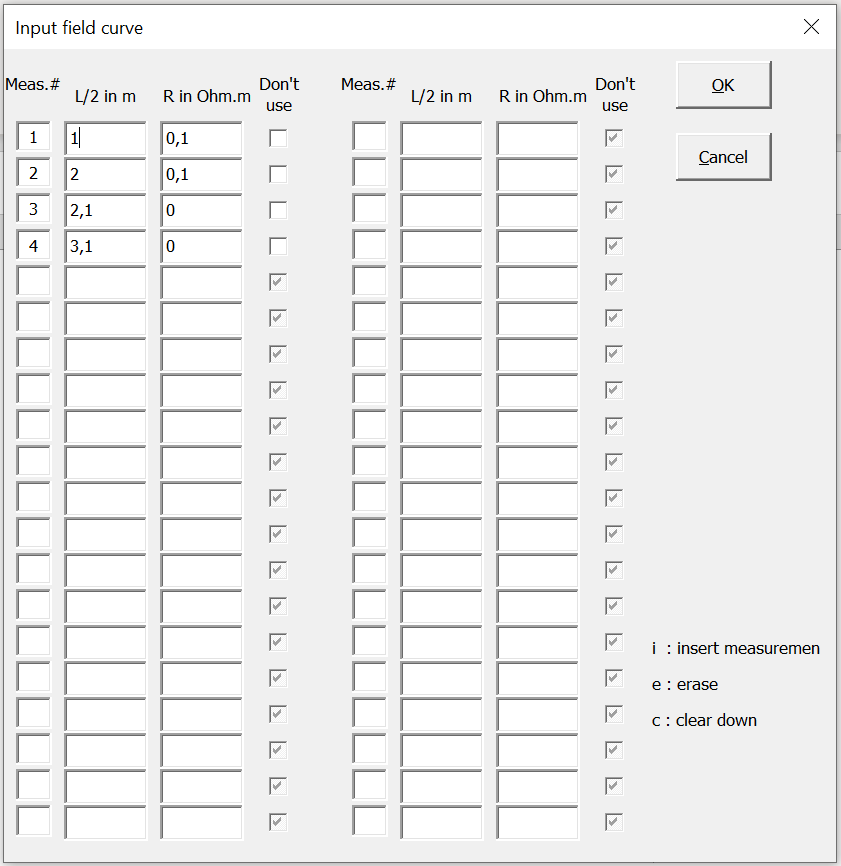 Input field curve
Meas.# L/2 in m R in Ohm.m Don't use Meas.# L/2 in m R in Ohm.m Don't use
OK
1 1 0,1
Cancel
2 2 0,1
3 2,1 0
4 3,1 0
i : insert measuremen
e : erase
c : clear down